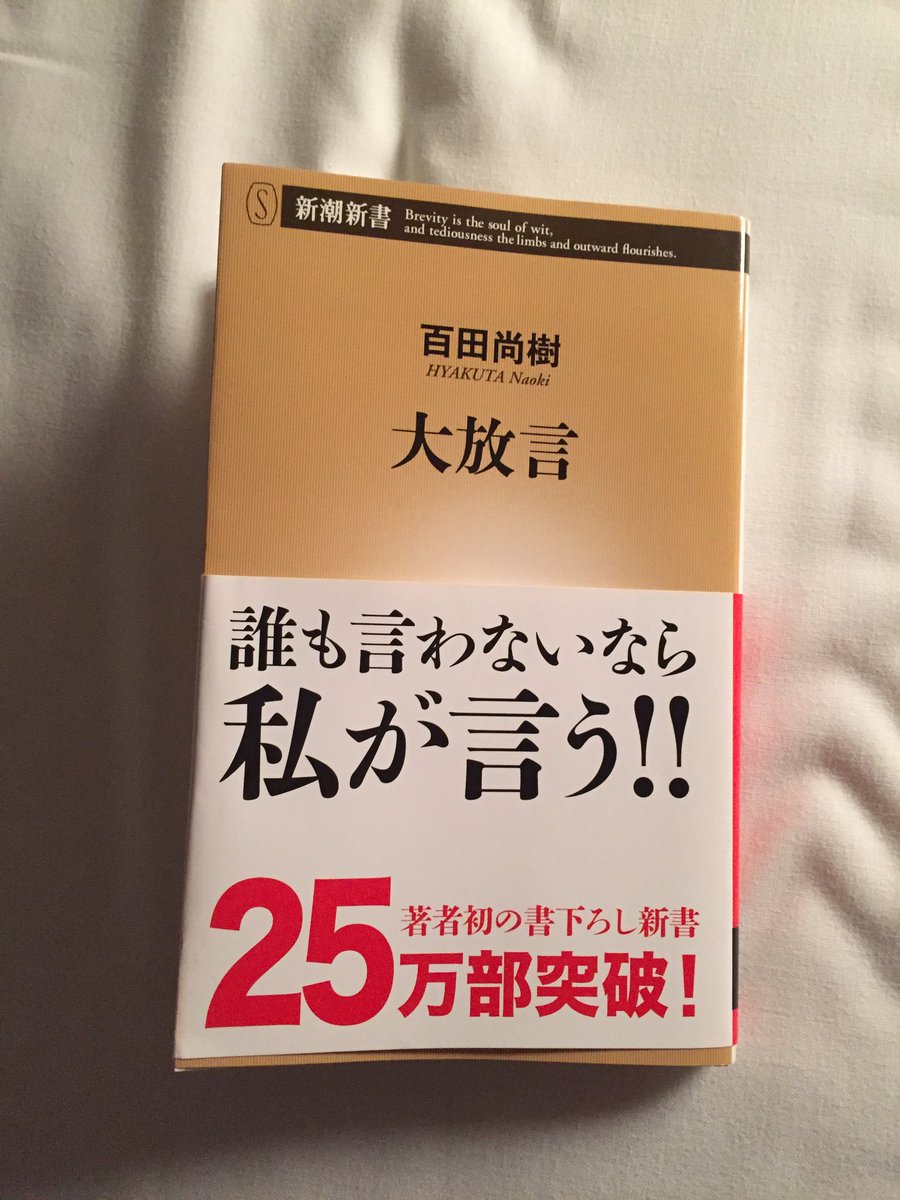 S
新潮新書
Brevity is the soul of wit,
and tediousness the limbs and outward flourishes.
百田尚樹
HYAKUTA Naoki
大放言
誰も言わないなら
私が言う!!
著者初の書下ろし新書
25万部突破!